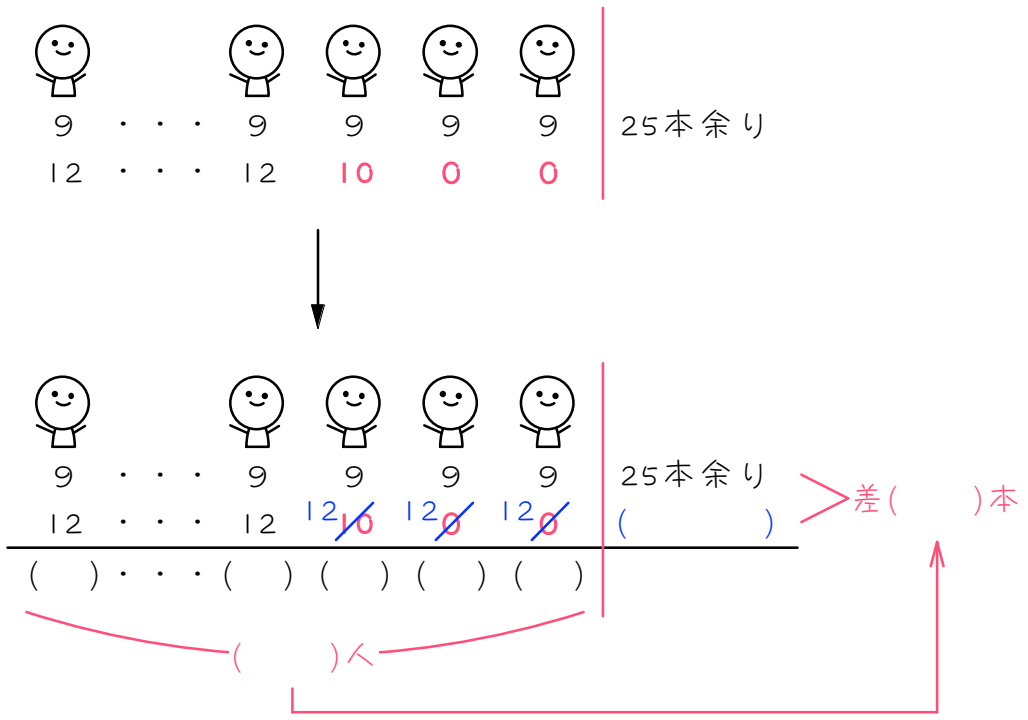 9 ・ ・ ・ 9 9 9 9 25本余り
12 ・ ・ ・ 12 10 0 0
9 ・ ・ ・ 9 9 9 9 25本余り
12 ・ ・ ・ 12 12 10 12 0 12 0 ( )
差( )本
( ) ・ ・ ・ ( ) ( ) ( ) ( )
( )人